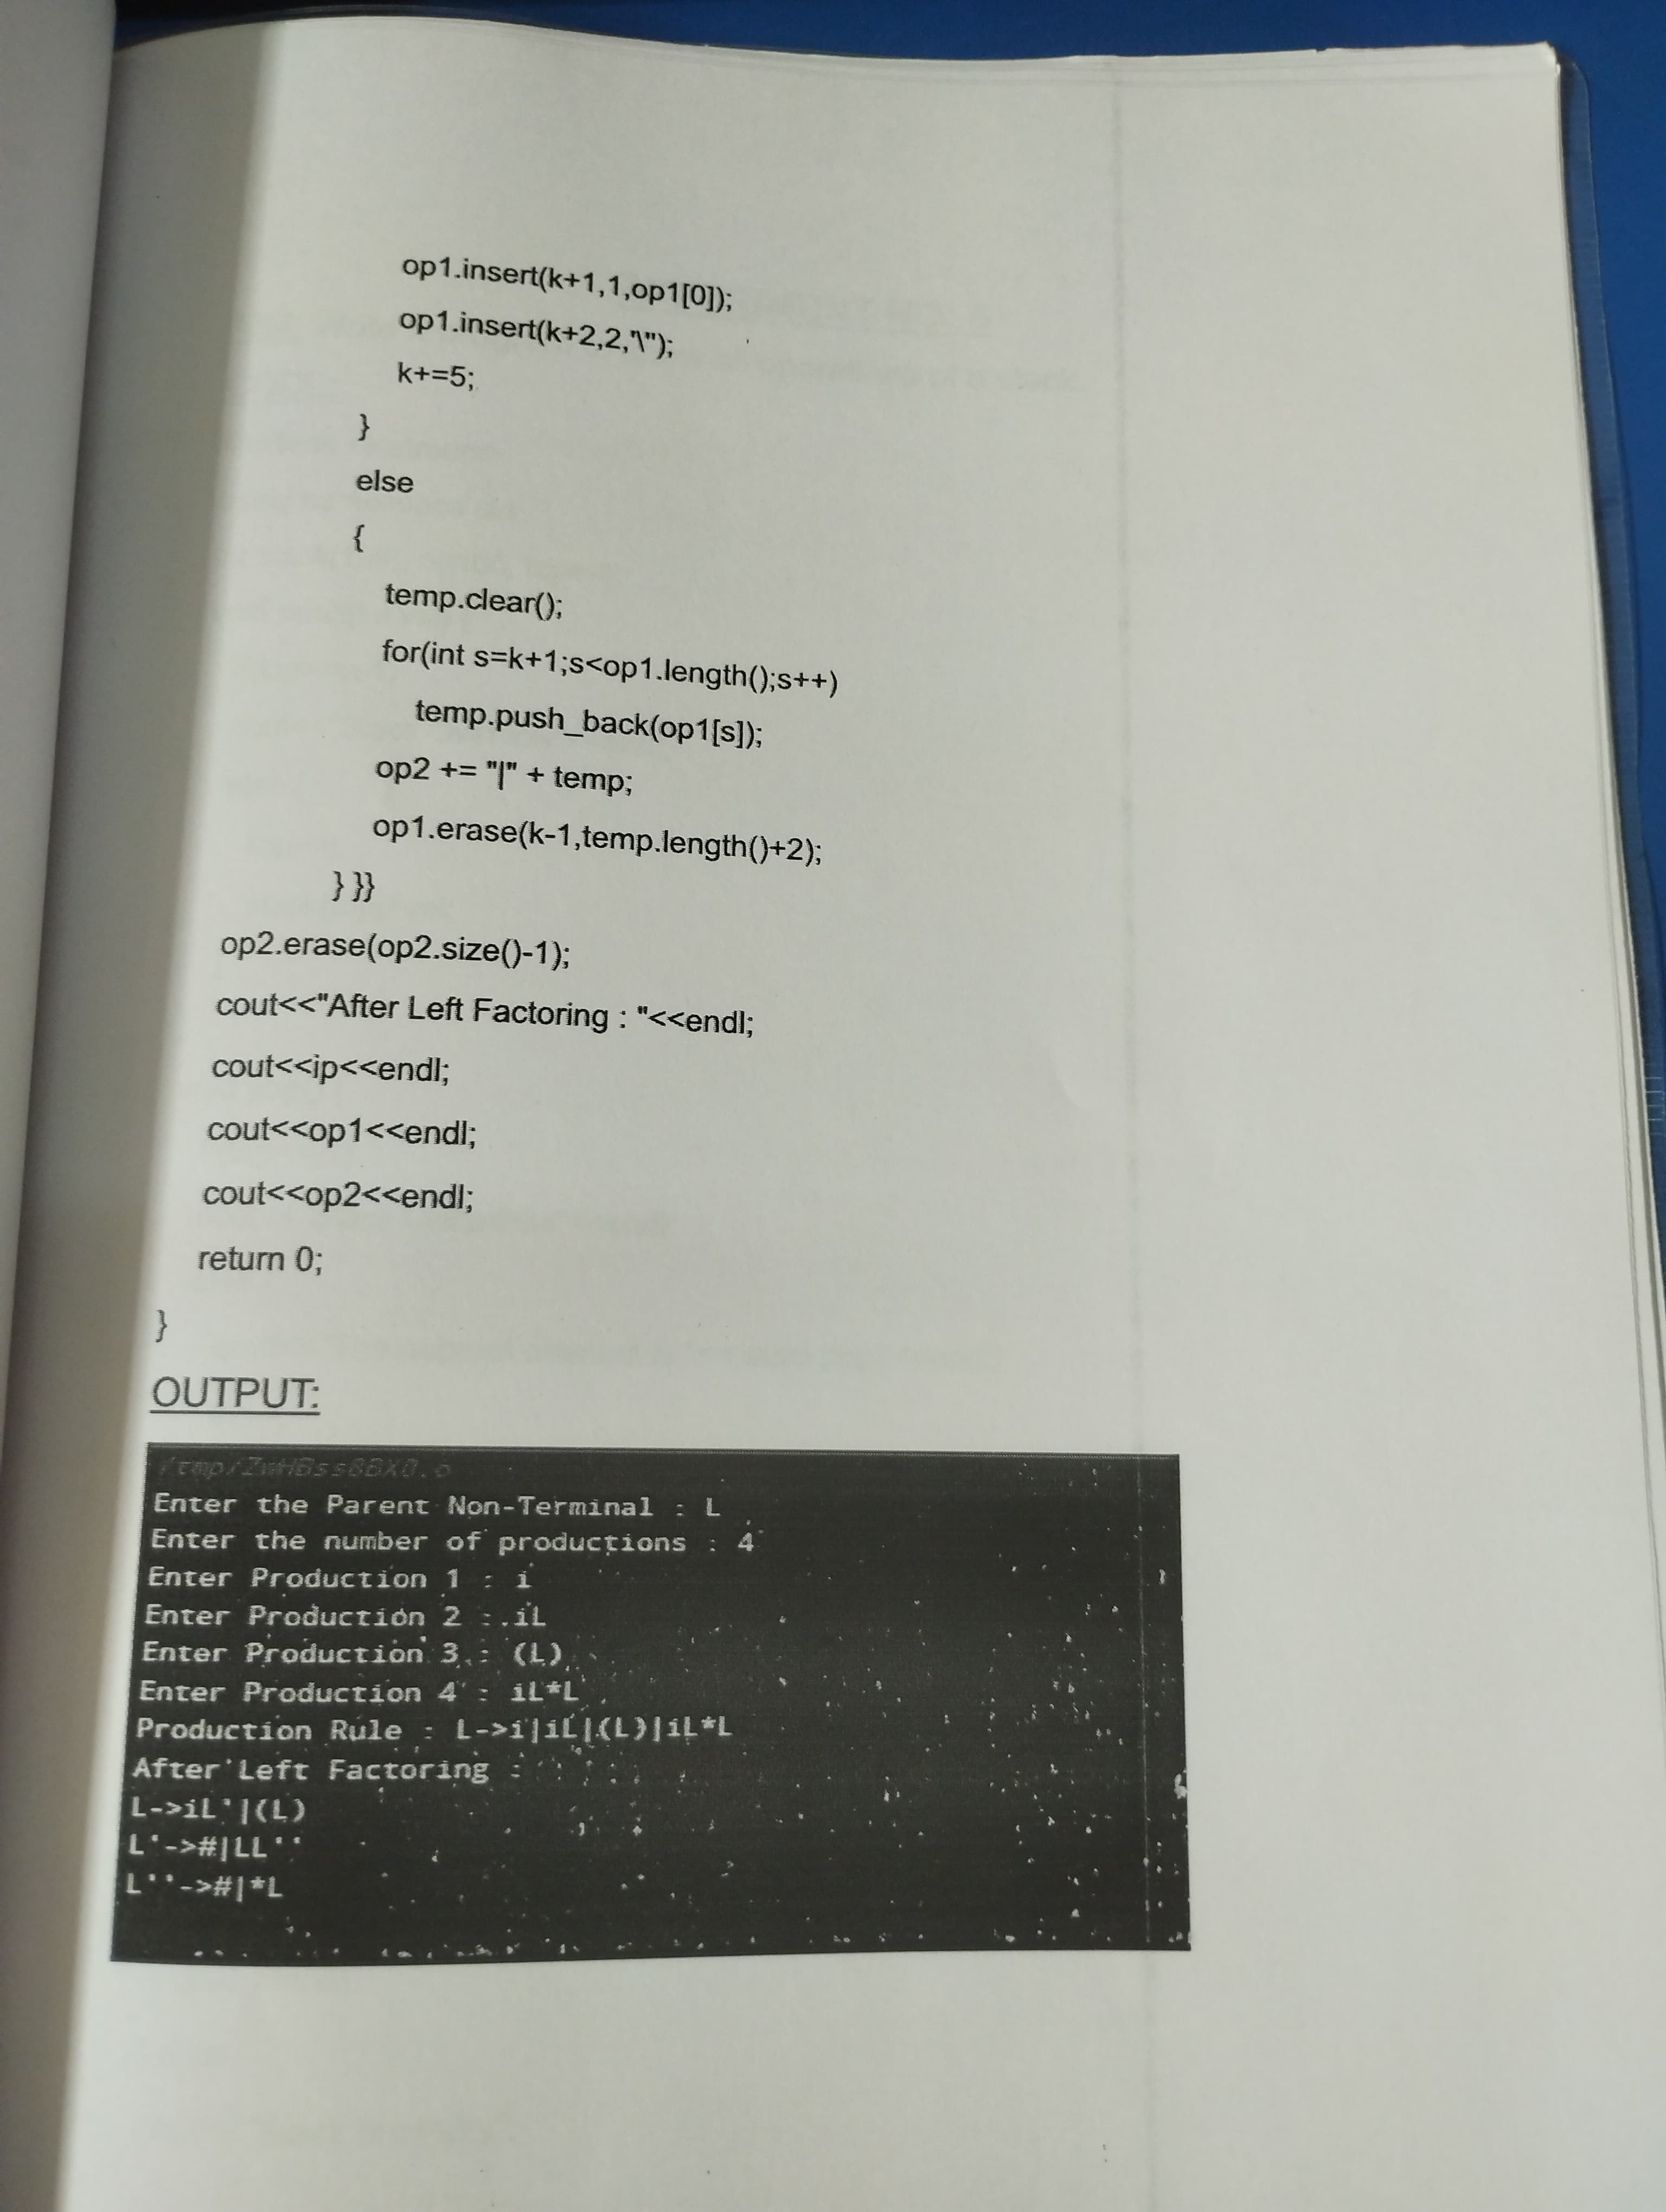 op1.insert(k+1,1,op1[0]);
op1.insert(k+2,2,'\'');
k+=5;
}
else
{
temp.clear();
for(int s=k+1;s<op1.length();s++)
temp.push_back(op1[s]);
op2 += "|" + temp;
op1.erase(k-1,temp.length()+2);
} }}
op2.erase(op2.size()-1);
cout<<"After Left Factoring : "<<endl;
cout<<ip<<endl;
cout<<op1<<endl;
cout<<op2<<endl;
return 0;
}
OUTPUT:
Enter the Parent Non-Terminal : L
Enter the number of productions : 4
Enter Production 1 : i
Enter Production 2 : iL
Enter Production 3 : (L)
Enter Production 4 : iL*L
Production Rule : L->i|iL|(L)|iL*L
After Left Factoring :
L->iL'|(L)
L'->#|LL''
L''->#|*L